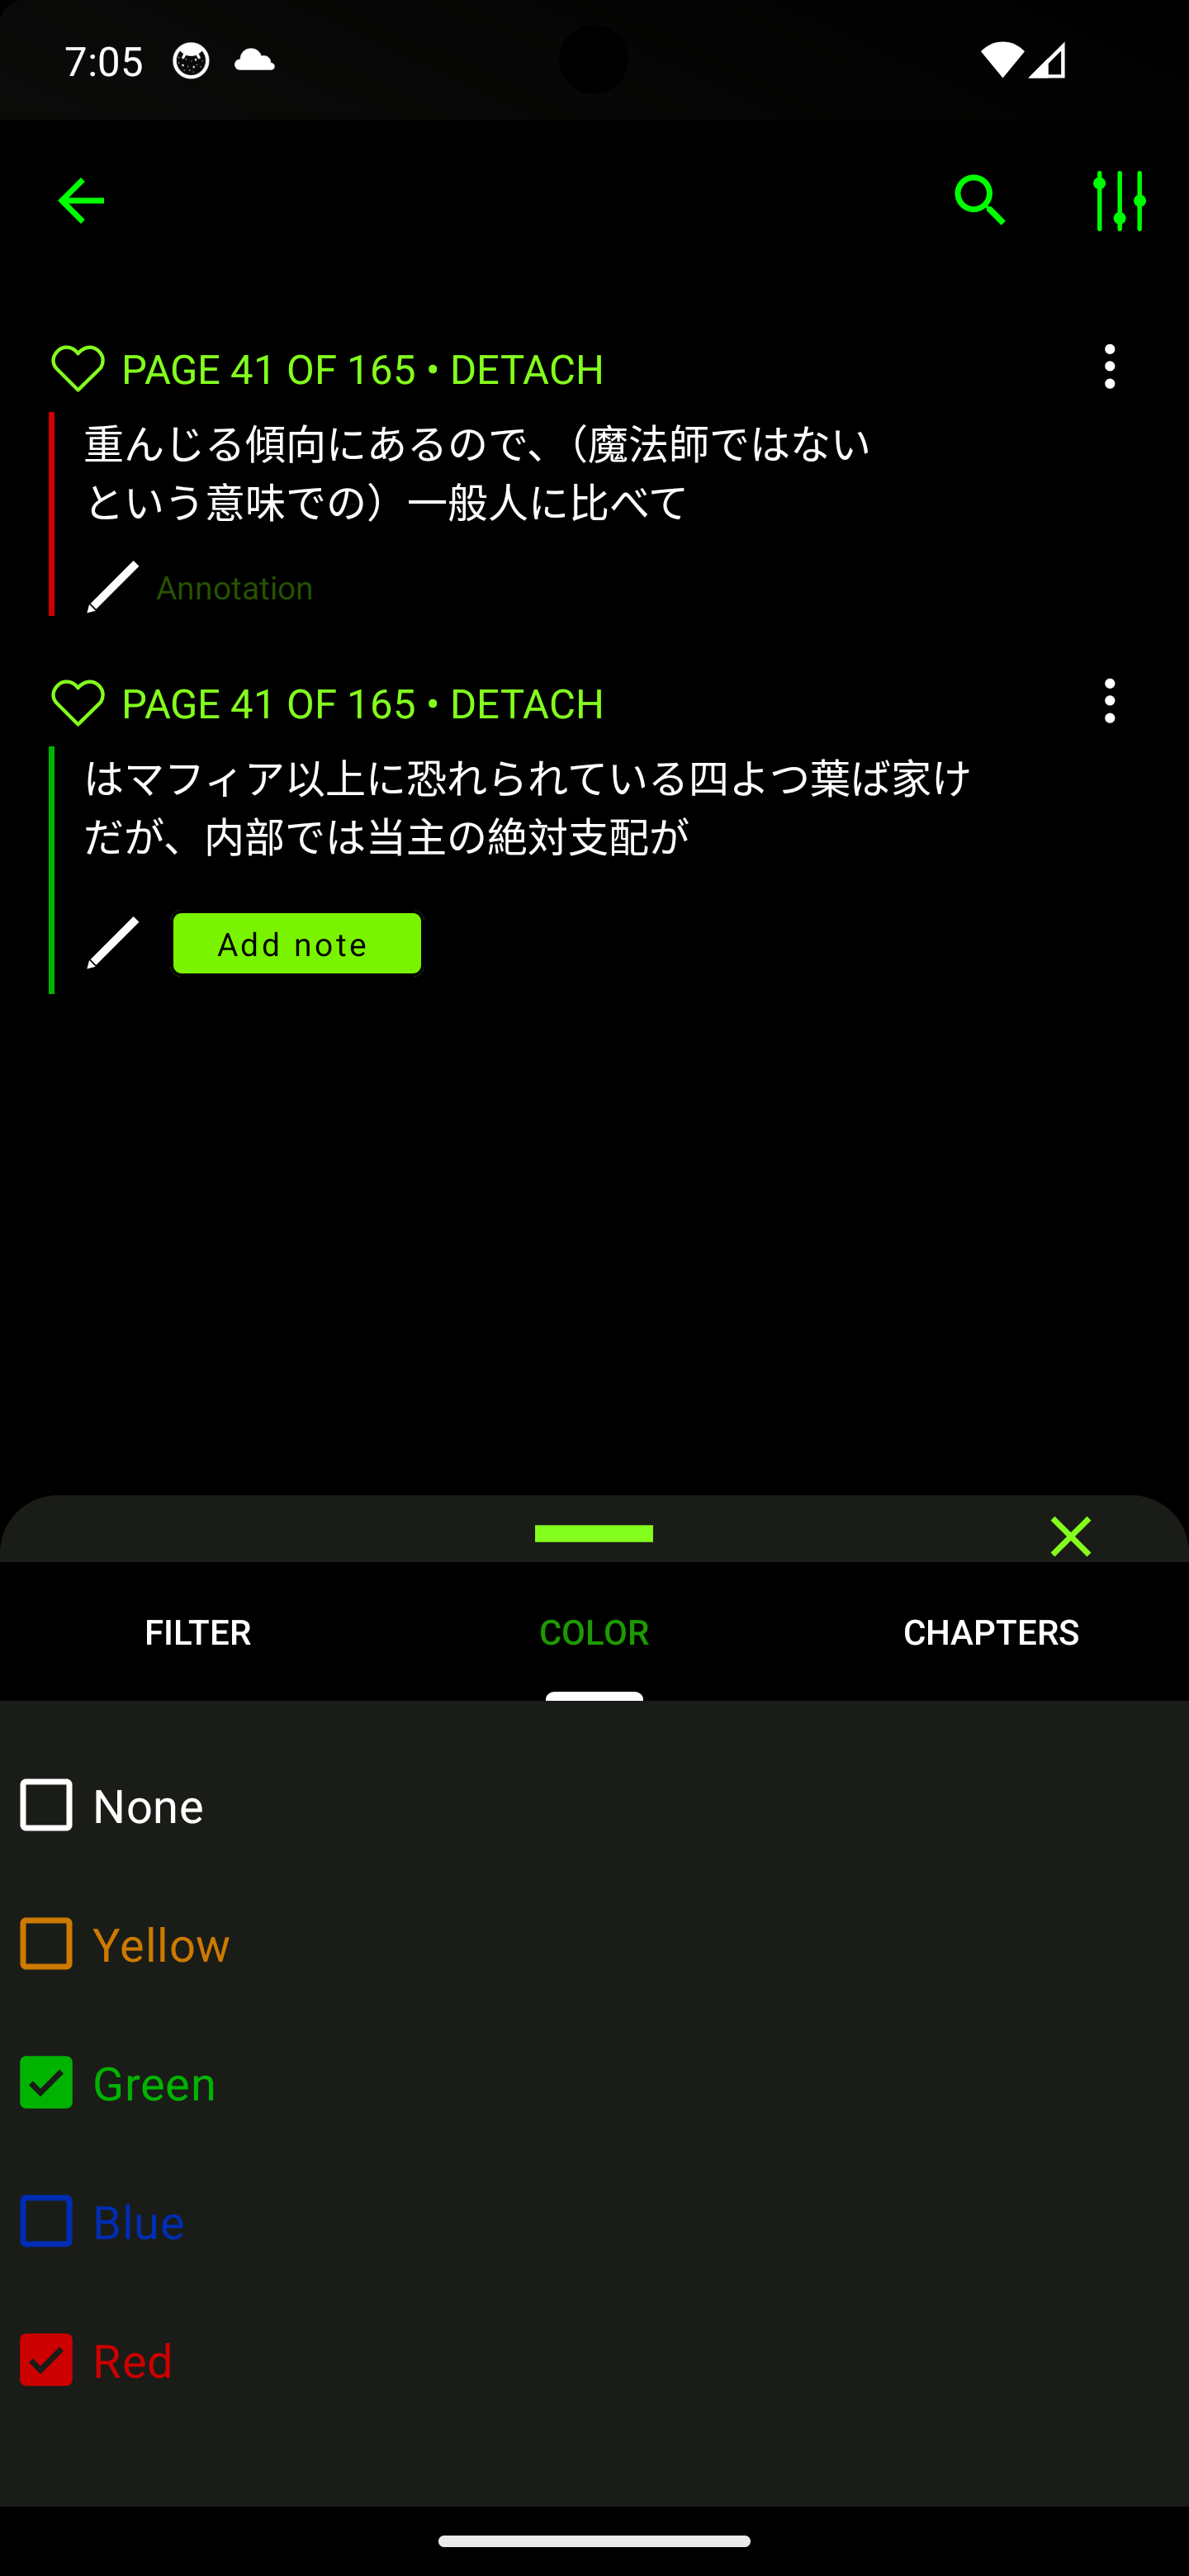 7:05
PAGE 41 OF 165 • DETACH
重んじる傾向にあるので、（魔法師ではない
という意味での）一般人に比べて
Annotation
PAGE 41 OF 165 • DETACH
はマフィア以上に恐れられている四よつ葉ば家け
だが、内部では当主の絶対支配が
Add note
FILTER
COLOR
CHAPTERS
None
Yellow
Green
Blue
Red